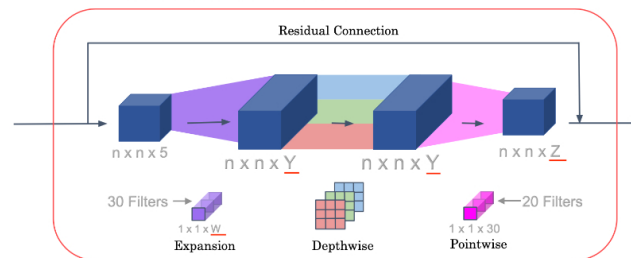 Residual Connection
n x n x 5
n x n x Y
n x n x Y
n x n x Z
30 Filters
20 Filters
1 x 1 x W
1 x 1 x 30
Expansion
Depthwise
Pointwise